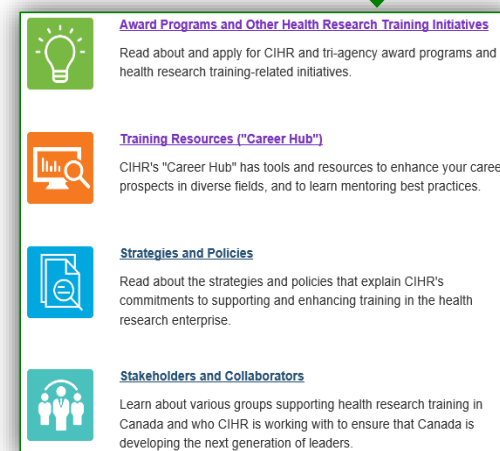 Award Programs and Other Health Research Training Initiatives
Read about and apply for CIHR and tri-agency award programs and
health research training-related initiatives.
Training Resources ("Career Hub")
CIHR's "Career Hub" has tools and resources to enhance your caree
prospects in diverse fields, and to learn mentoring best practices.
Strategies and Policies
Read about the strategies and policies that explain CIHR's
commitments to supporting and enhancing training in the health
research enterprise.
Stakeholders and Collaborators
Learn about various groups supporting health research training in
Canada and who CIHR is working with to ensure that Canada is
developing the next generation of leaders.